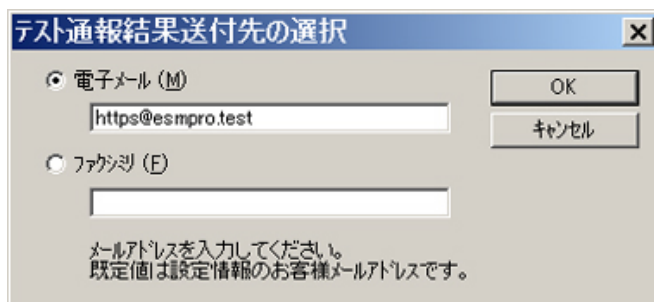 テスト通報結果送付先の選択
電子メール (M)
OK
https@esmpro.test
キャンセル
ファクシミリ (F)
メールアドレスを入力してください。
既定値は設定情報のお客様メールアドレスです。